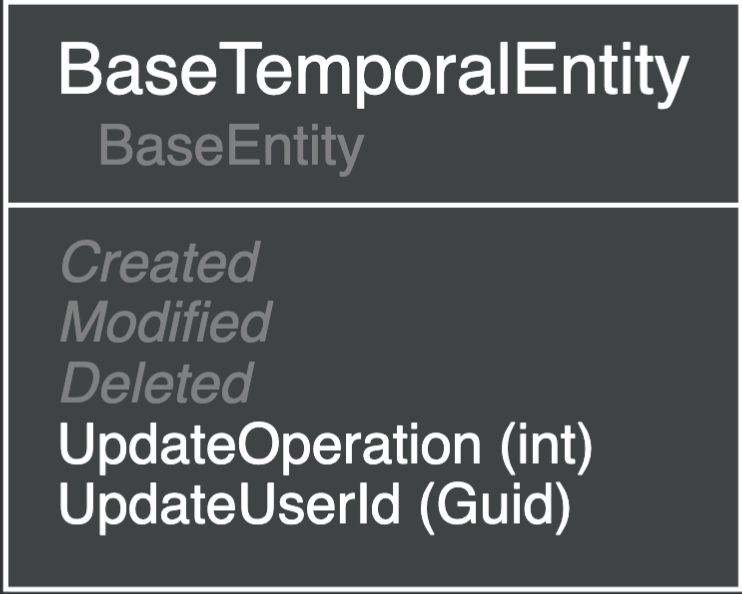 BaseTemporalEntity
BaseEntity
Created
Modified
Deleted
UpdateOperation (int)
UpdateUserId (Guid)